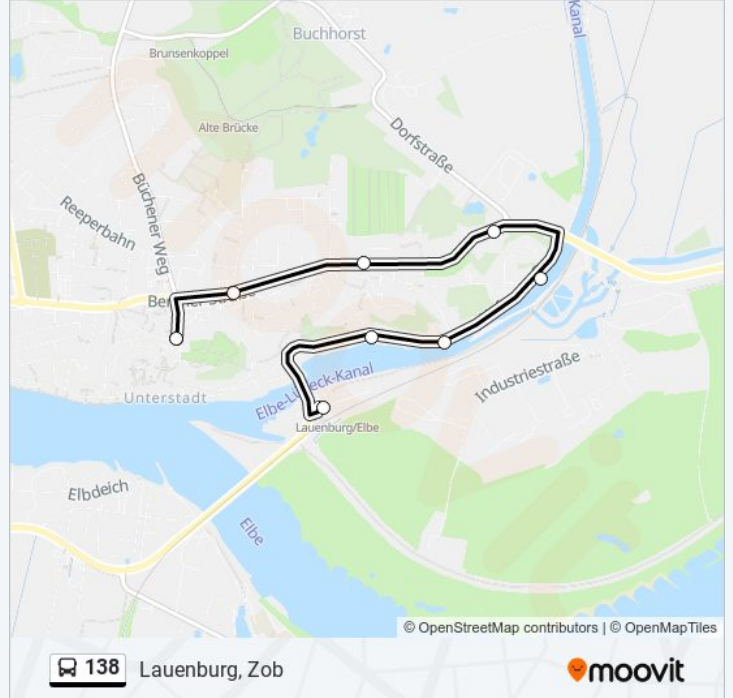 Kanal
Buchhorst
Brunsenkoppel
Alte Brücke
Dorfstraße
Büchener Weg
Reeperbahn
Unterstadt
Elbe-Lübeck-Kanal
Industriestraße
Lauenburg/Elbe
Elbdeich
Elbe
© OpenStreetMap contributors | © OpenMapTiles
138 Lauenburg, Zob
moovit